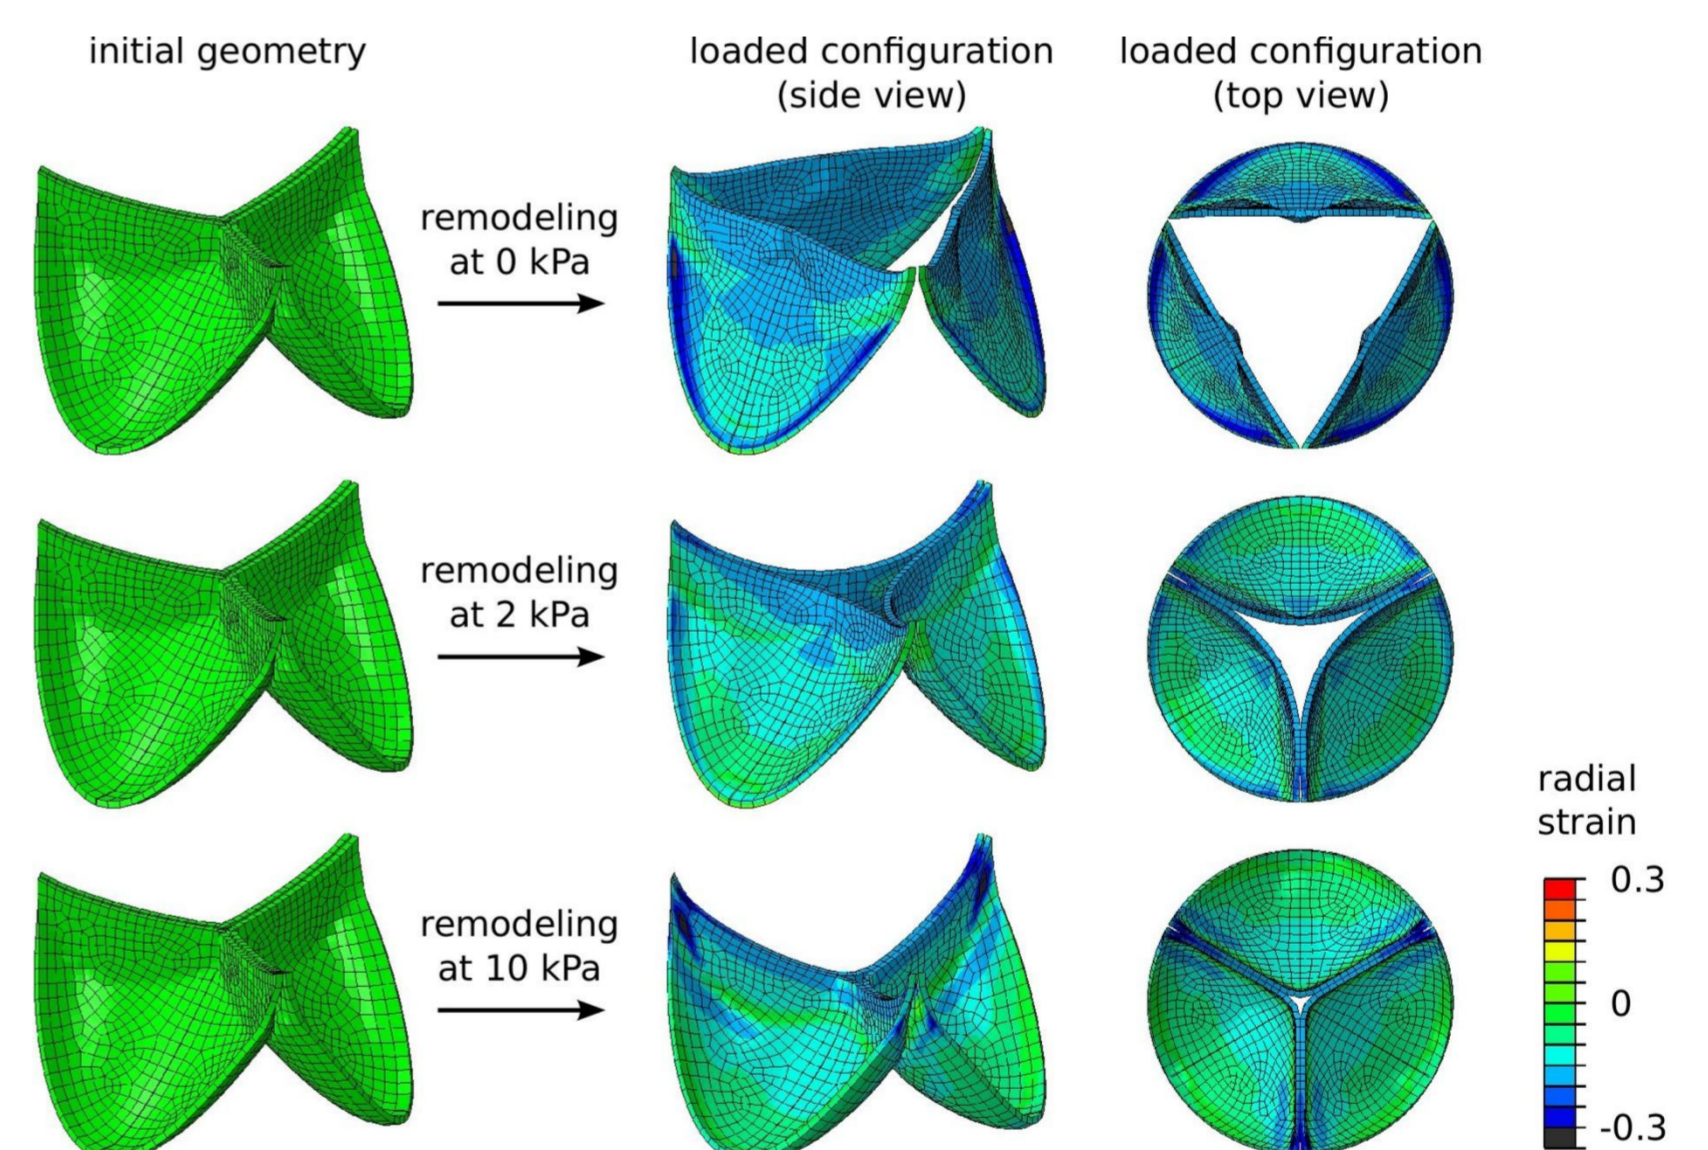 initial geometry
loaded configuration
(side view)
loaded configuration
(top view)
remodeling
at 0 kPa
remodeling
at 2 kPa
remodeling
at 10 kPa
radial
strain
0.3
0
-0.3